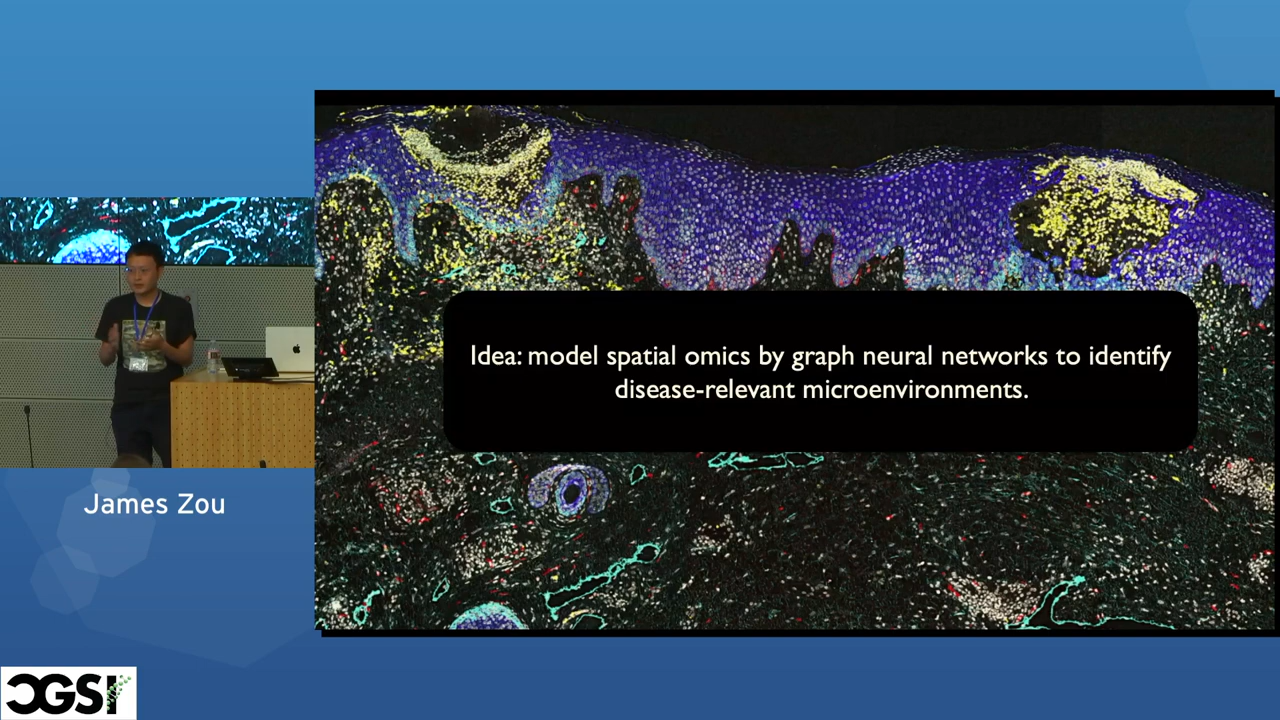 Idea: model spatial omics by graph neural networks to identify
disease-relevant microenvironments.
James Zou
CGSI